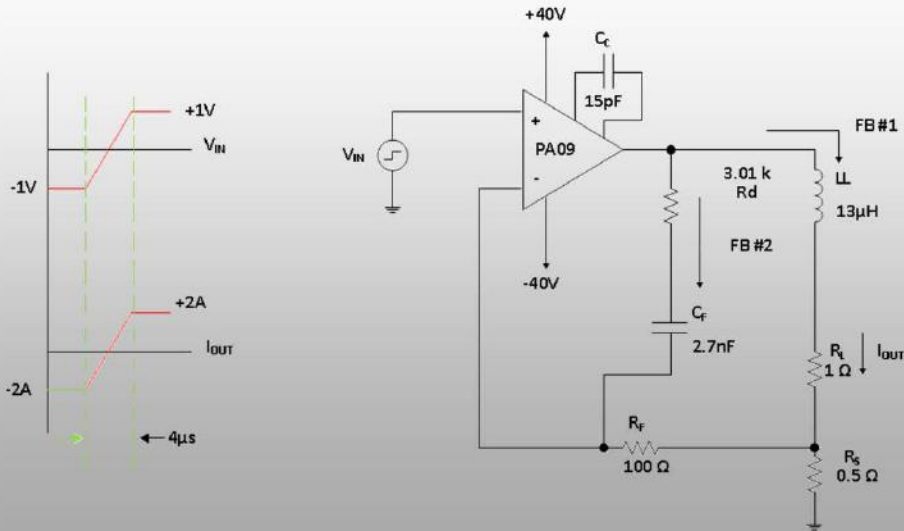 +1V
V_IN
-1V
+2A
I_OUT
-2A
4µs
+40V
C_C
15pF
+
PA09
-
V_IN
-40V
FB #1
3.01 k
Rd
LL
13µH
FB #2
C_F
2.7nF
R_L
1 Ω
I_OUT
R_F
100 Ω
R_S
0.5 Ω